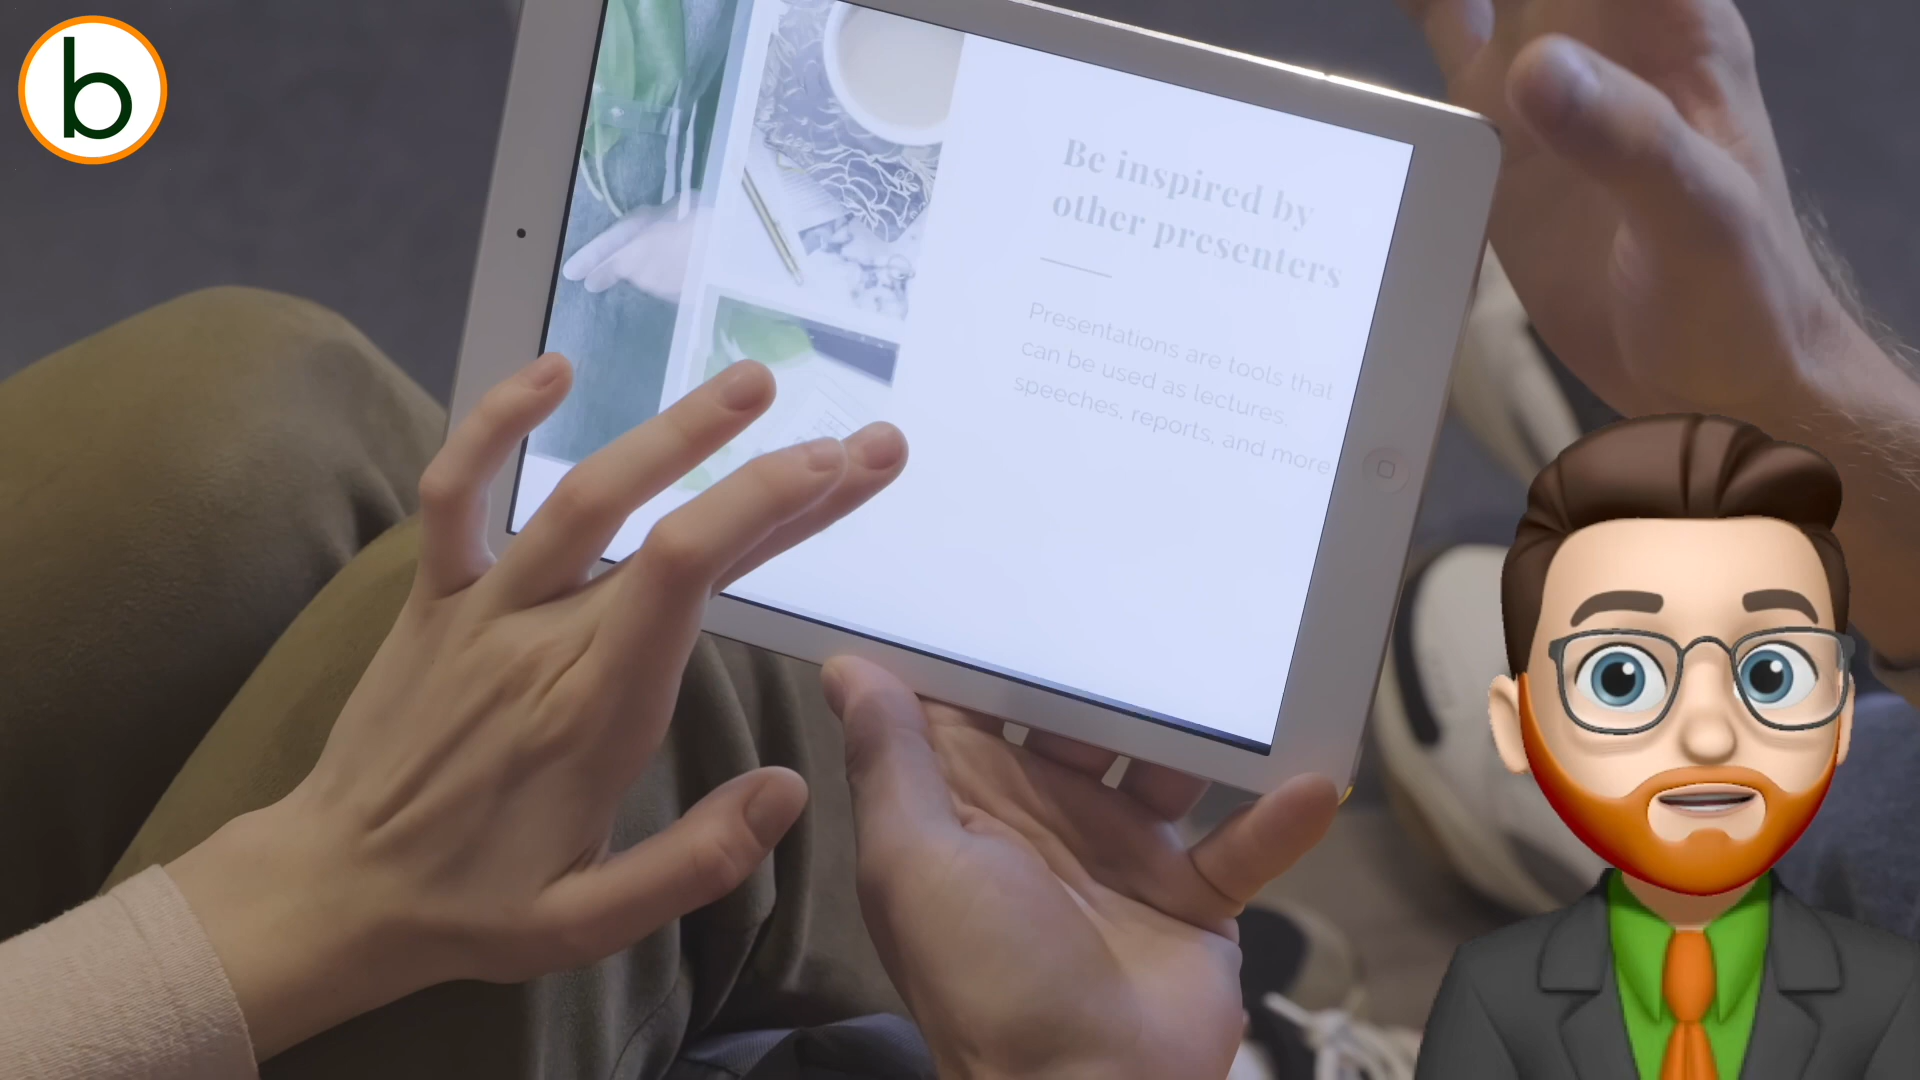 b
Be inspired by
other presenters
Presentations are tools that
can be used as lectures,
speeches, reports, and more